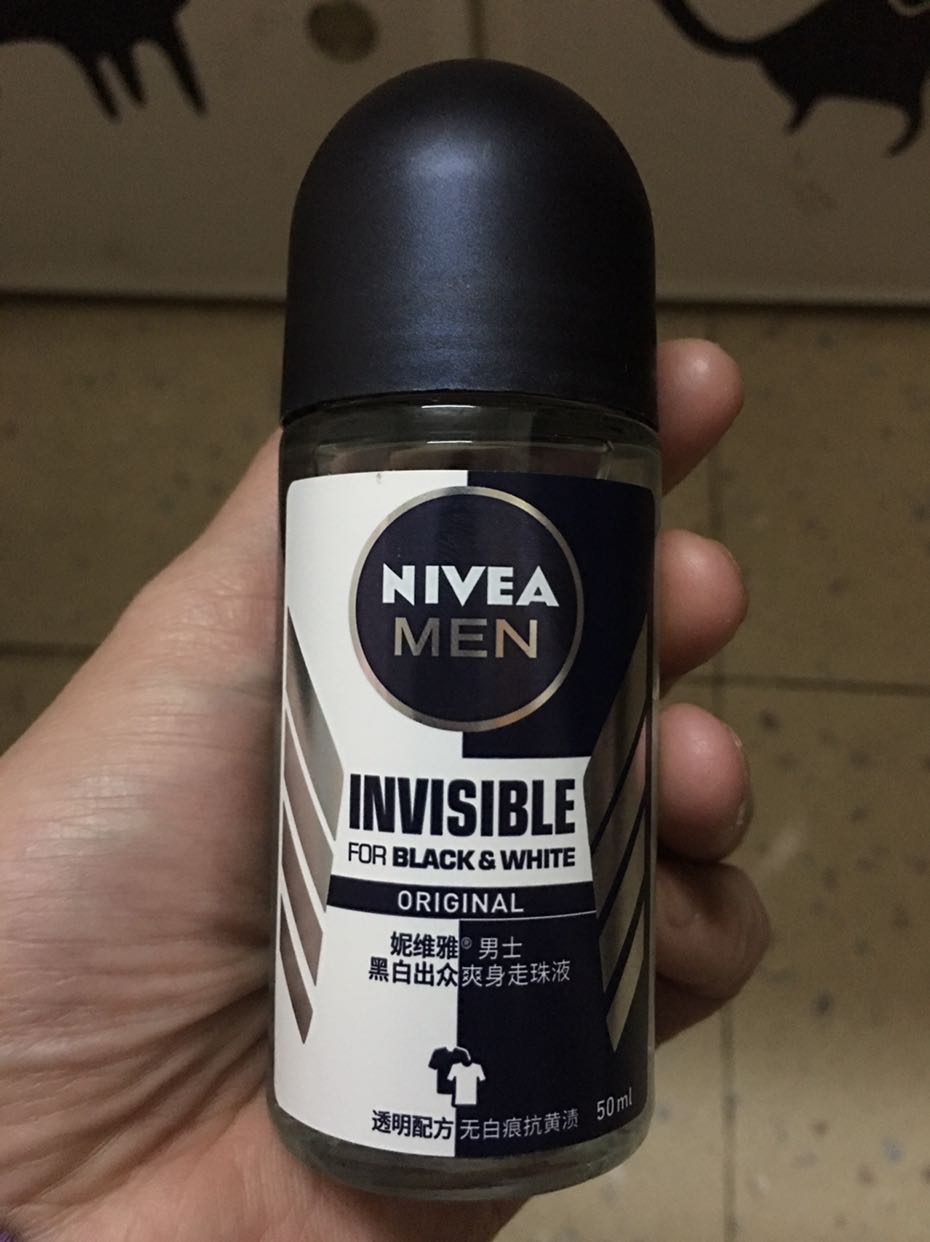 NIVEA
MEN
INVISIBLE
FOR BLACK & WHITE
ORIGINAL
妮维雅® 男士
黑白出众爽身走珠液
透明配方 无白痕抗黄渍
50ml